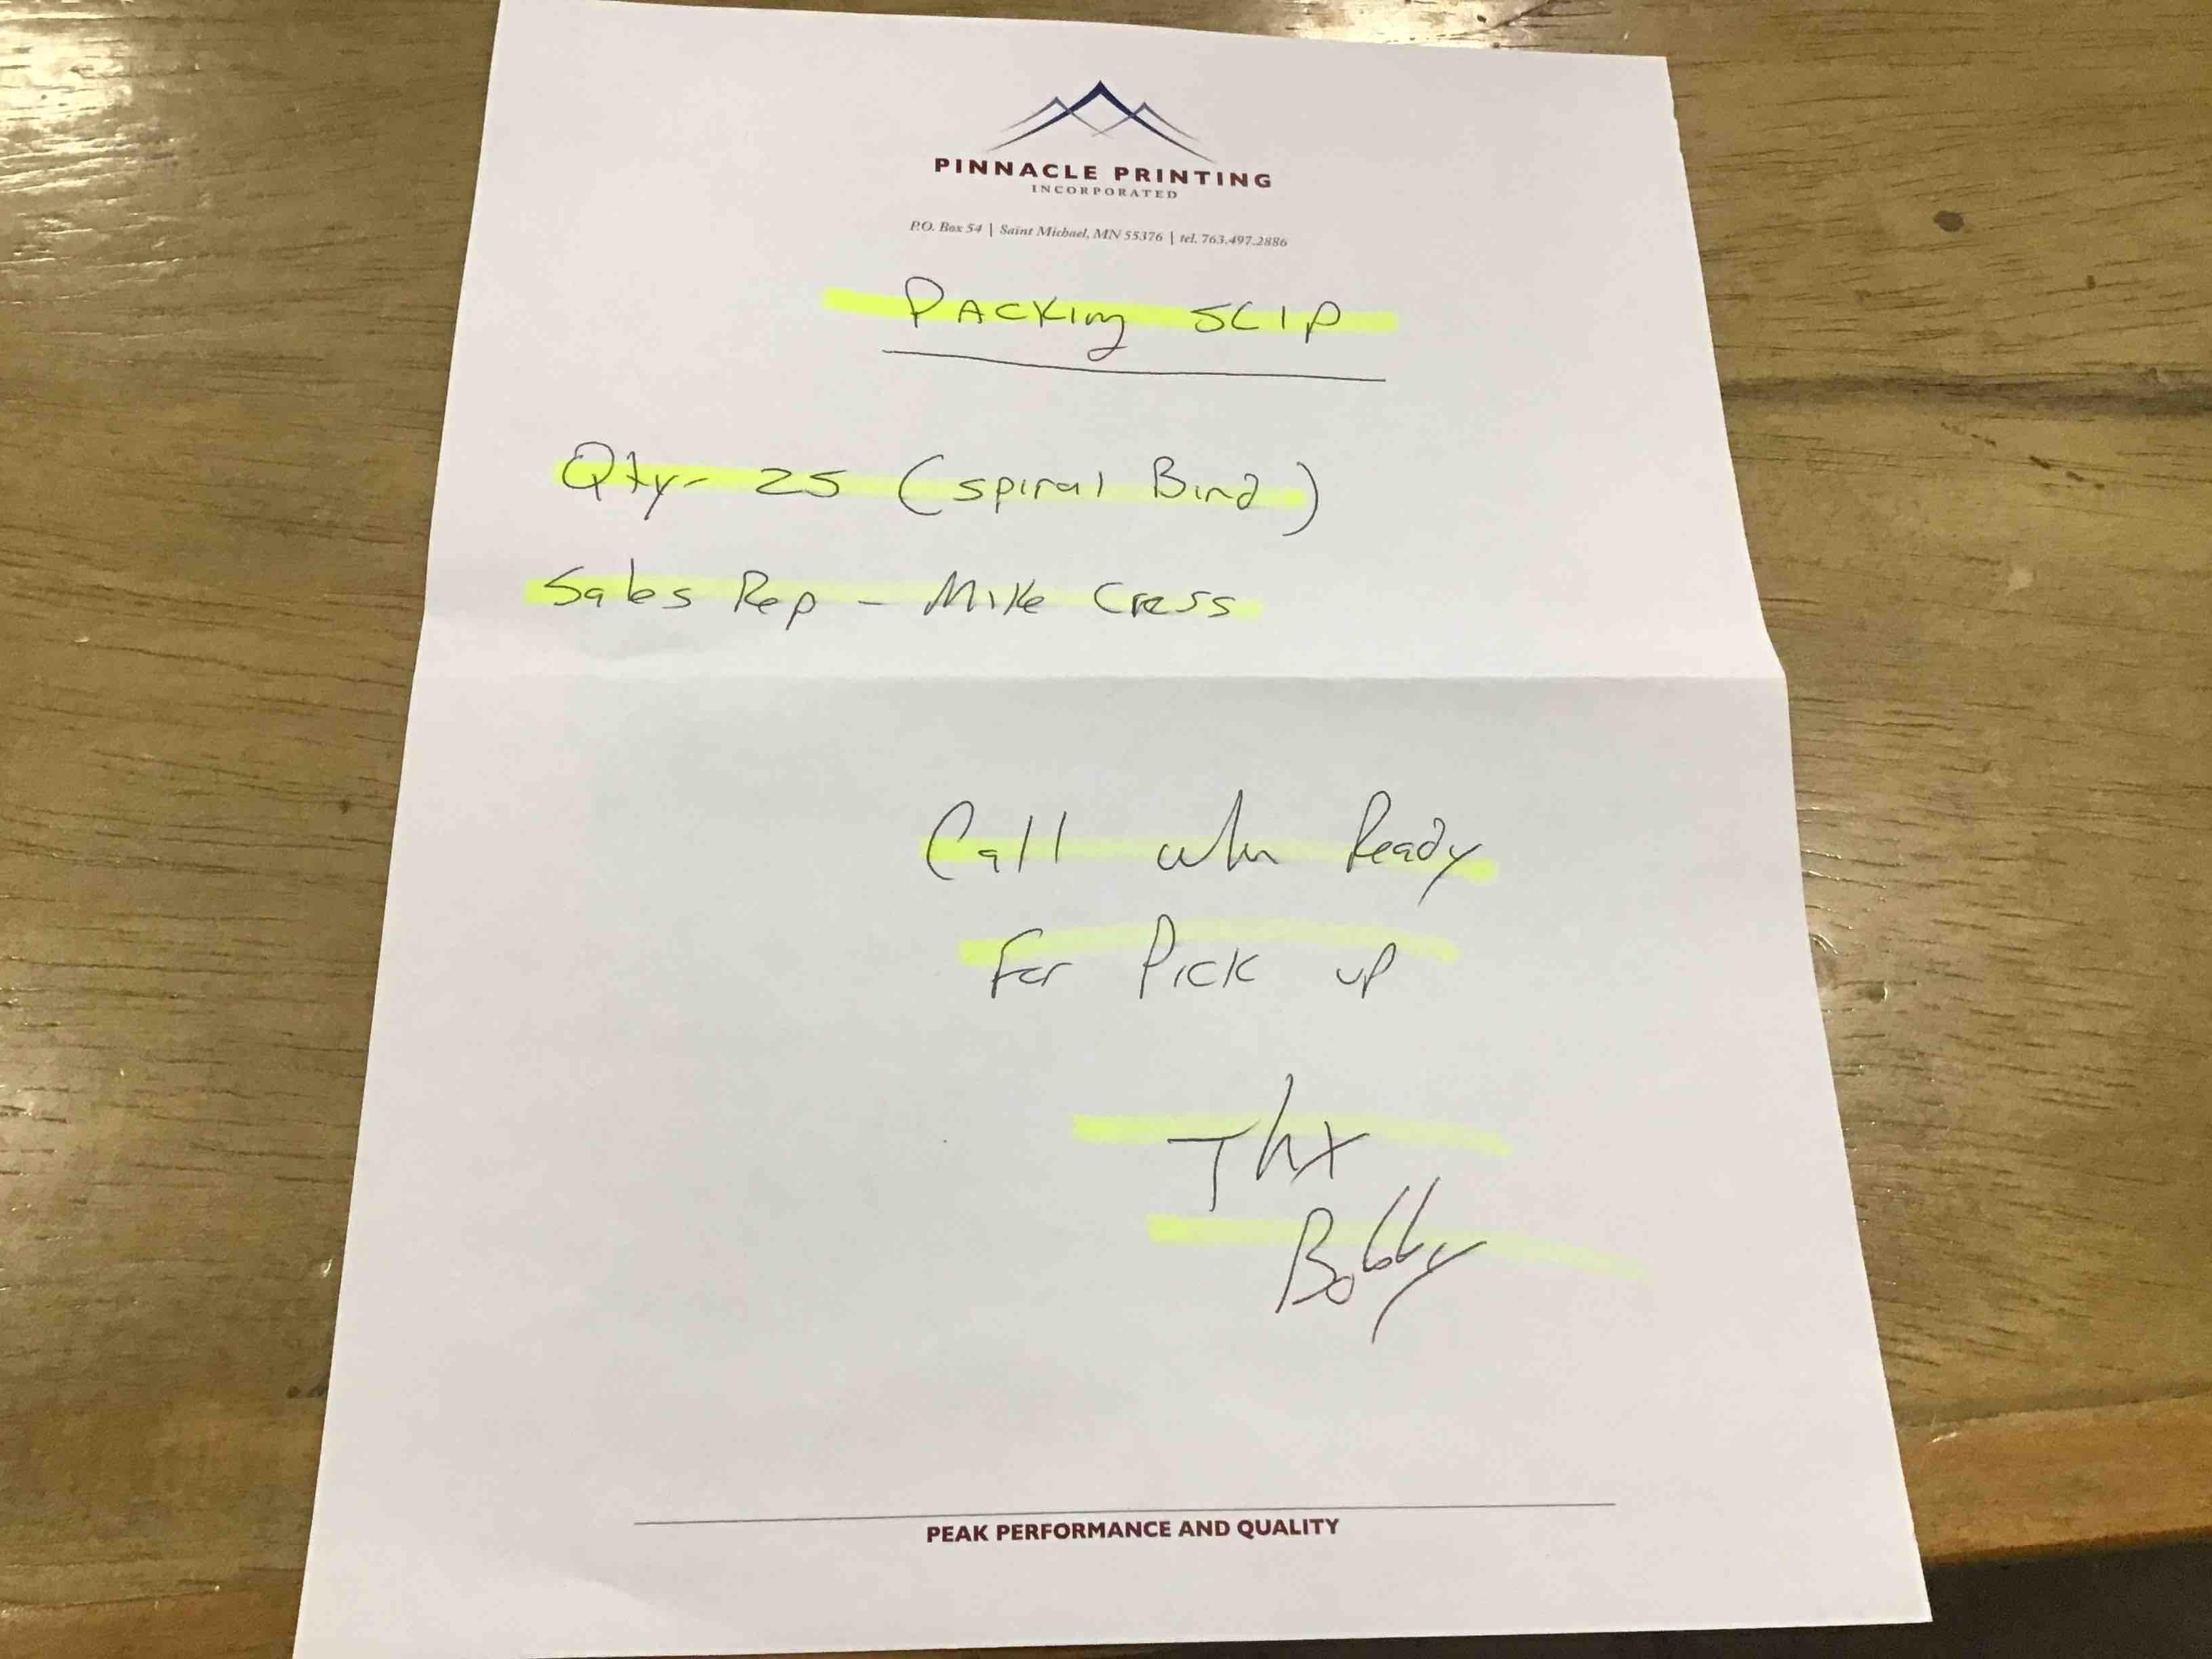 PINNACLE PRINTING
INCORPORATED
P.O. Box 54 | Saint Michael, MN 55376 | tel. 763.497.2886
Packing SLIP
Qty- 25 (spiral Bind)
Sales Rep - Mike Cress
Call when Ready
For Pick up
Thx
Bobby
PEAK PERFORMANCE AND QUALITY